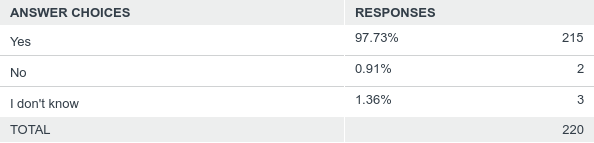 ANSWER CHOICES RESPONSES
Yes 97.73% 215
No 0.91% 2
I don't know 1.36% 3
TOTAL 220